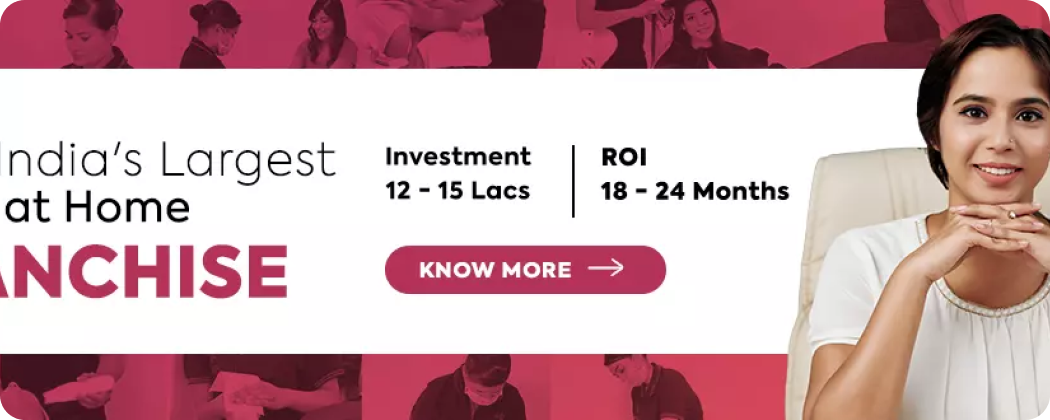 India's Largest
at Home
ANCHISE
Investment
12 - 15 Lacs
ROI
18 - 24 Months
KNOW MORE